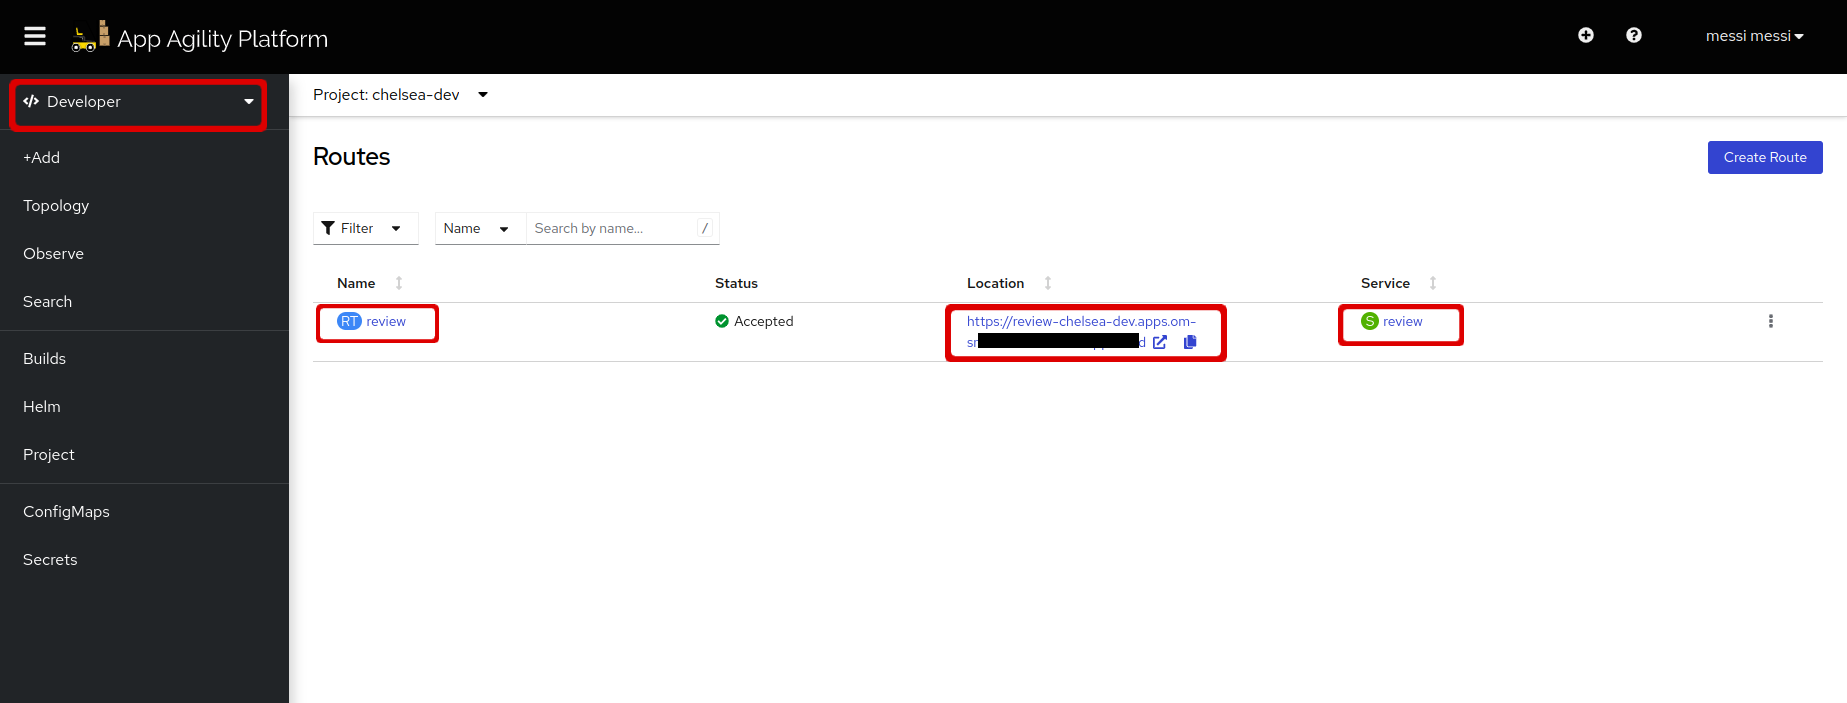 App Agility Platform
messi messi
Developer
Project: chelsea-dev
+Add
Topology
Observe
Search
Builds
Helm
Project
ConfigMaps
Secrets
Routes
Create Route
Filter
Name
Search by name...
/
Name
Status
Location
Service
RT review
Accepted
https://review-chelsea-dev.apps.om-
S review